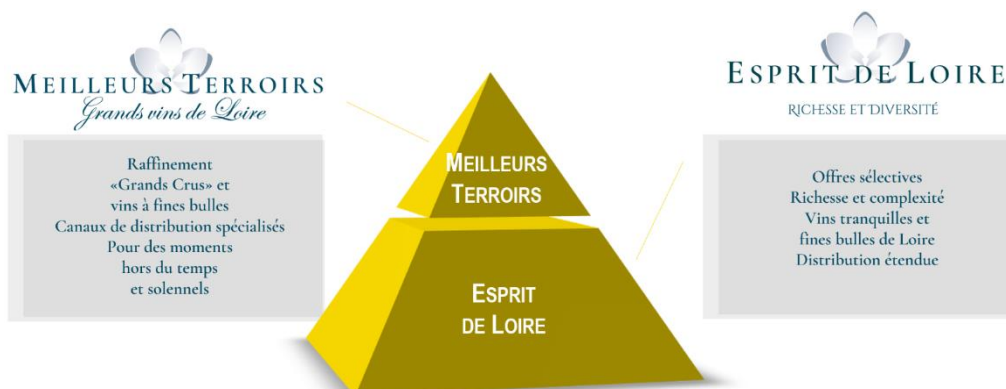 MEILLEURS TERROIRS
Grands vins de Loire
Raffinement
«Grands Crus» et
vins à fines bulles
Canaux de distribution spécialisés
Pour des moments
hors du temps
et solennels
MEILLEURS
TERROIRS
ESPRIT
DE LOIRE
ESPRIT DE LOIRE
RICHESSE ET DIVERSITÉ
Offres sélectives
Richesse et complexité
Vins tranquilles et
fines bulles de Loire
Distribution étendue